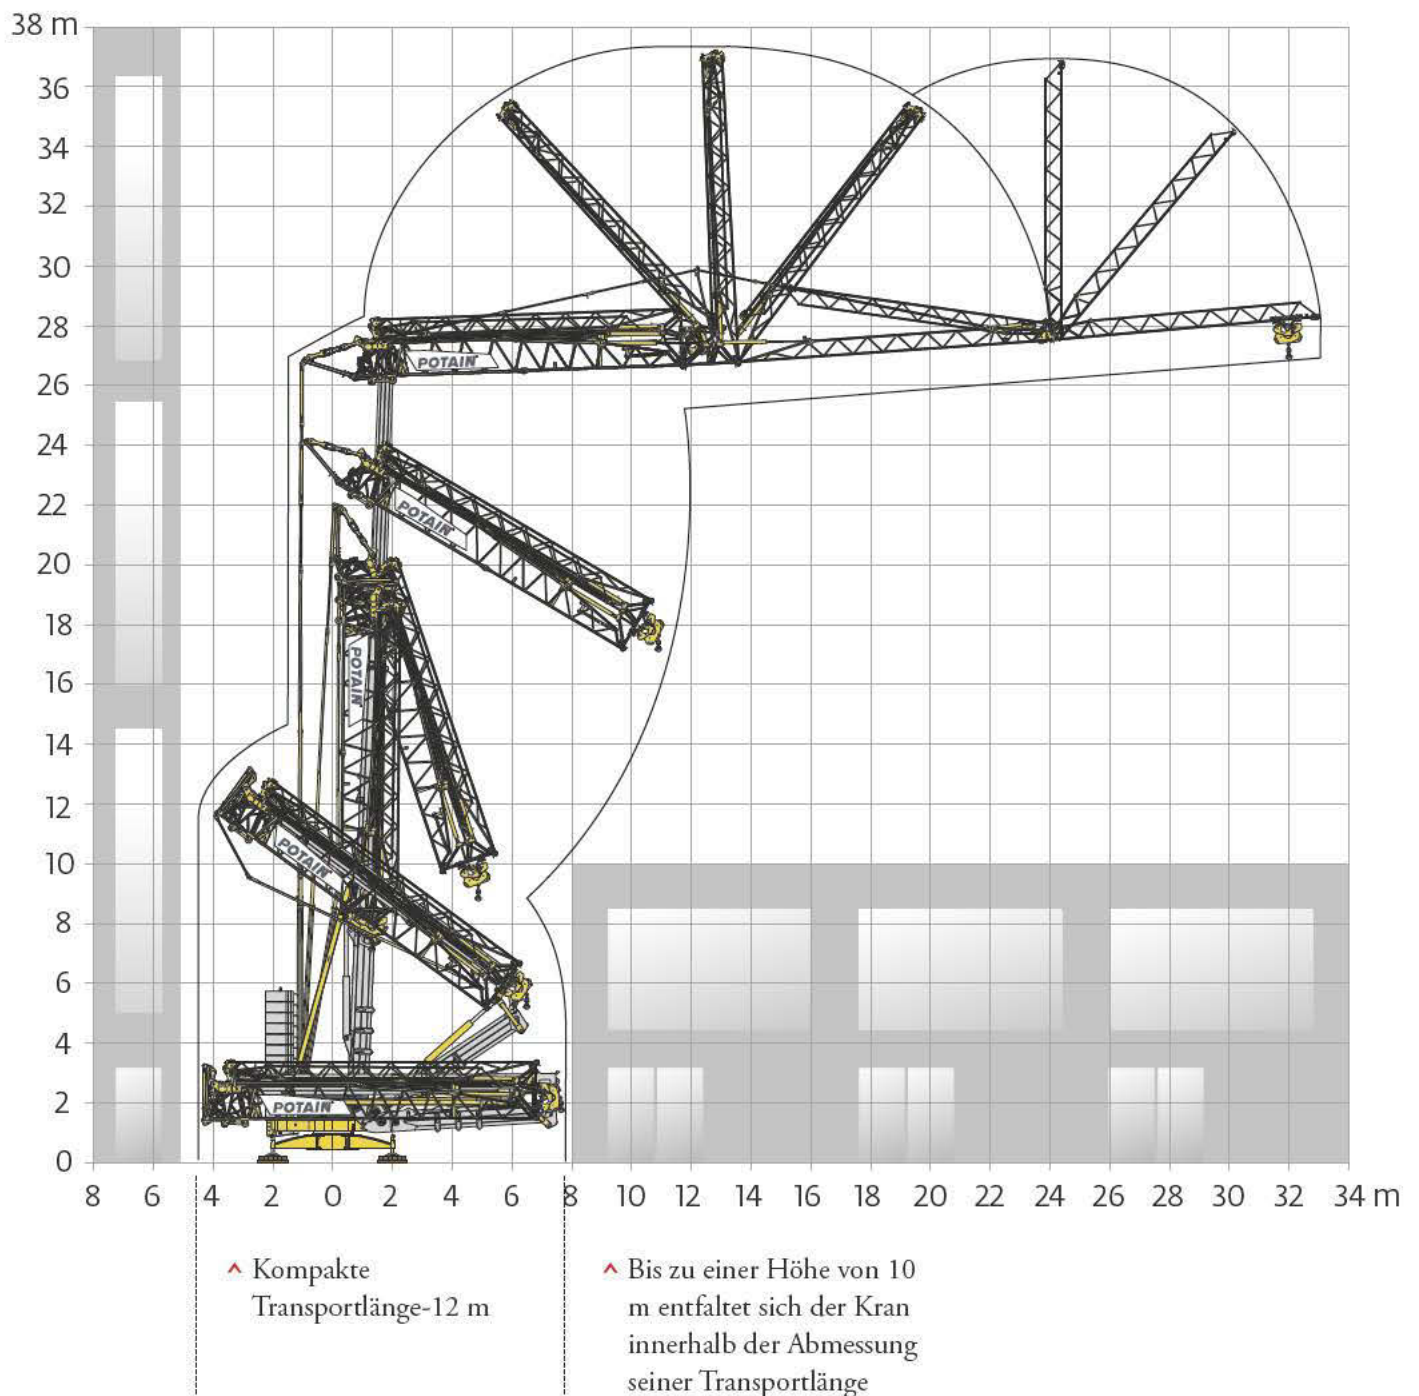 38 m
36
34
32
30
28
26
24
22
20
18
16
14
12
10
8
6
4
2
0
POTAIN
POTAIN
POTAIN
POTAIN
POTAIN
8 6 4 2 0 2 4 6 8 10 12 14 16 18 20 22 24 26 28 30 32 34 m
^ Kompakte
Transportlänge-12 m
^ Bis zu einer Höhe von 10
m entfaltet sich der Kran
innerhalb der Abmessung
seiner Transportlänge